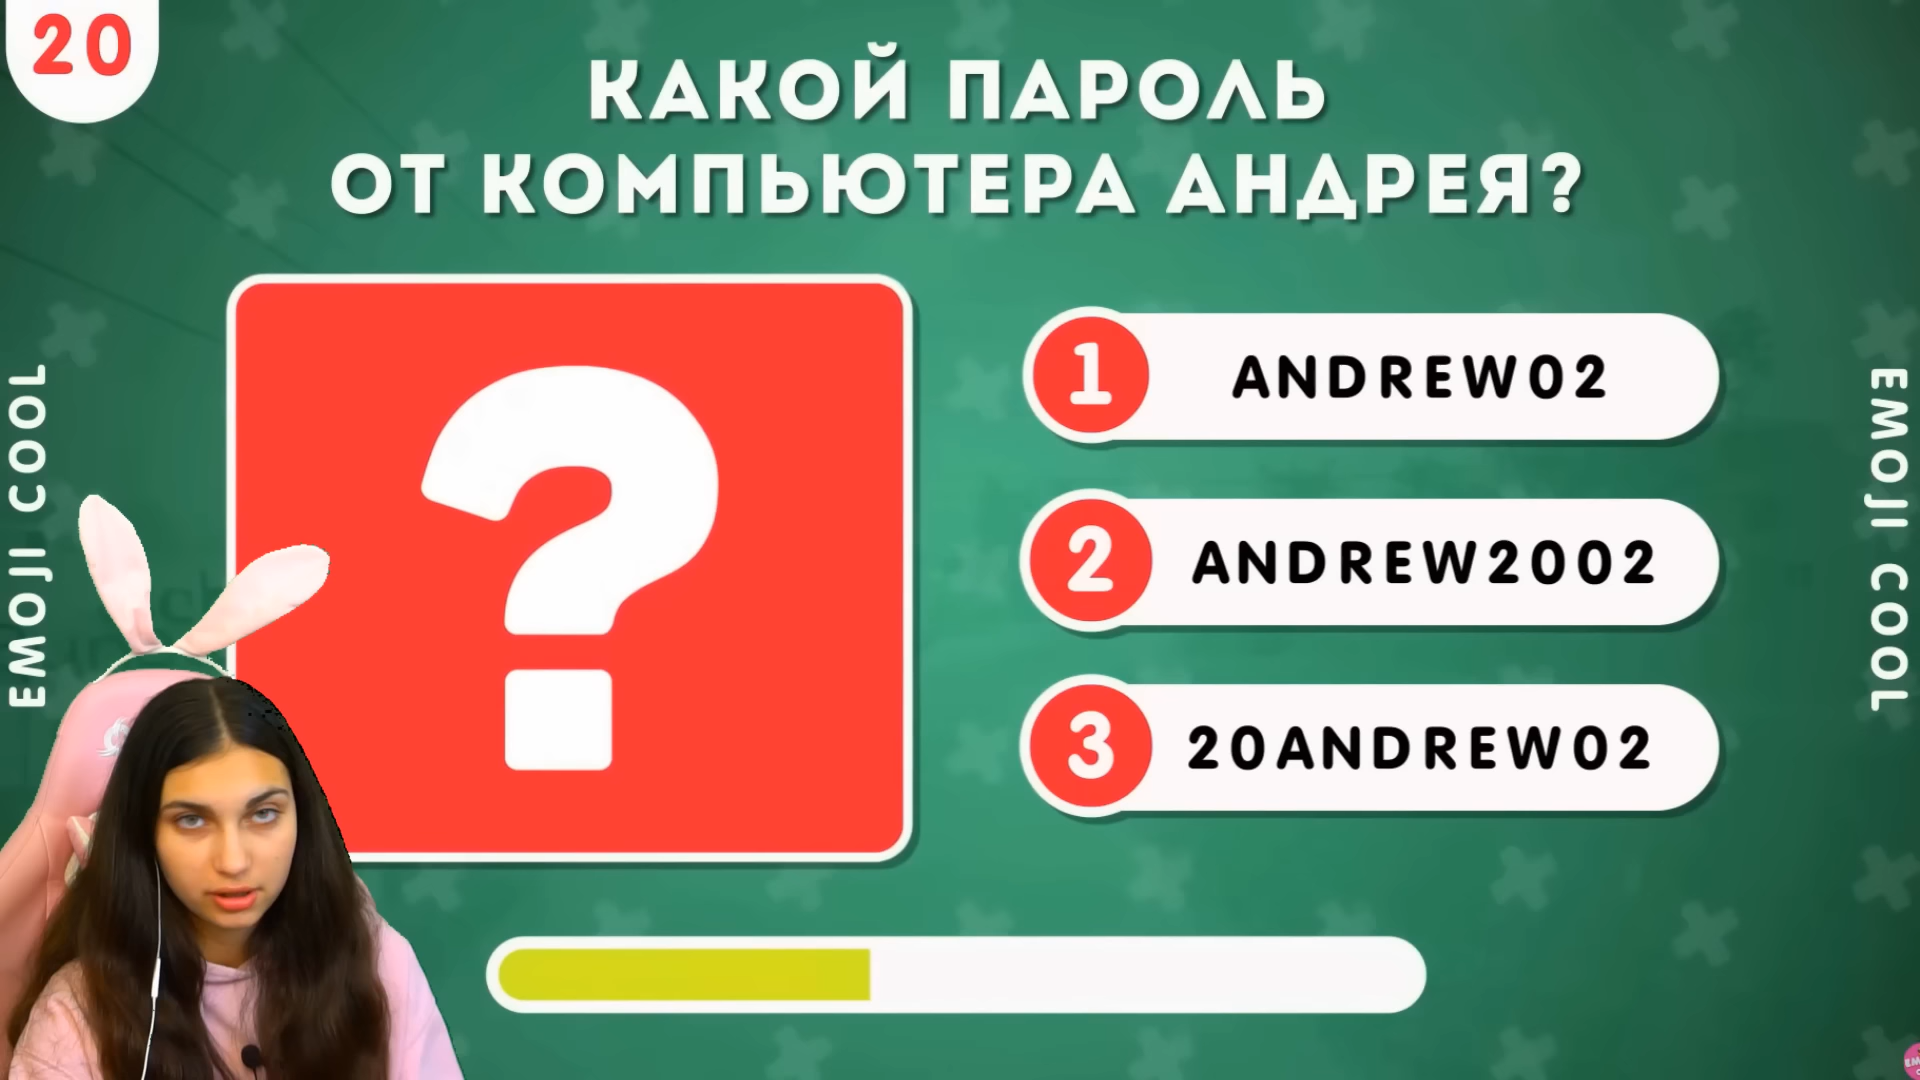 20
КАКОЙ ПАРОЛЬ
ОТ КОМПЬЮТЕРА АНДРЕЯ?
1 ANDREW02
2 ANDREW2002
3 20ANDREW02
EMOJI COOL
EMOJI COOL